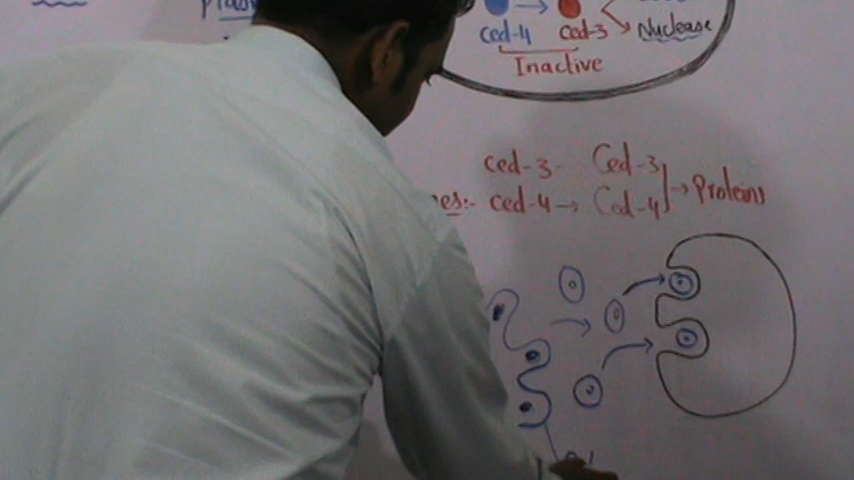 ced-4 → ced-3 Nuclease
Inactive
ced-3 Ced-3
es:- ced-4 → Ced-4 → Proteins